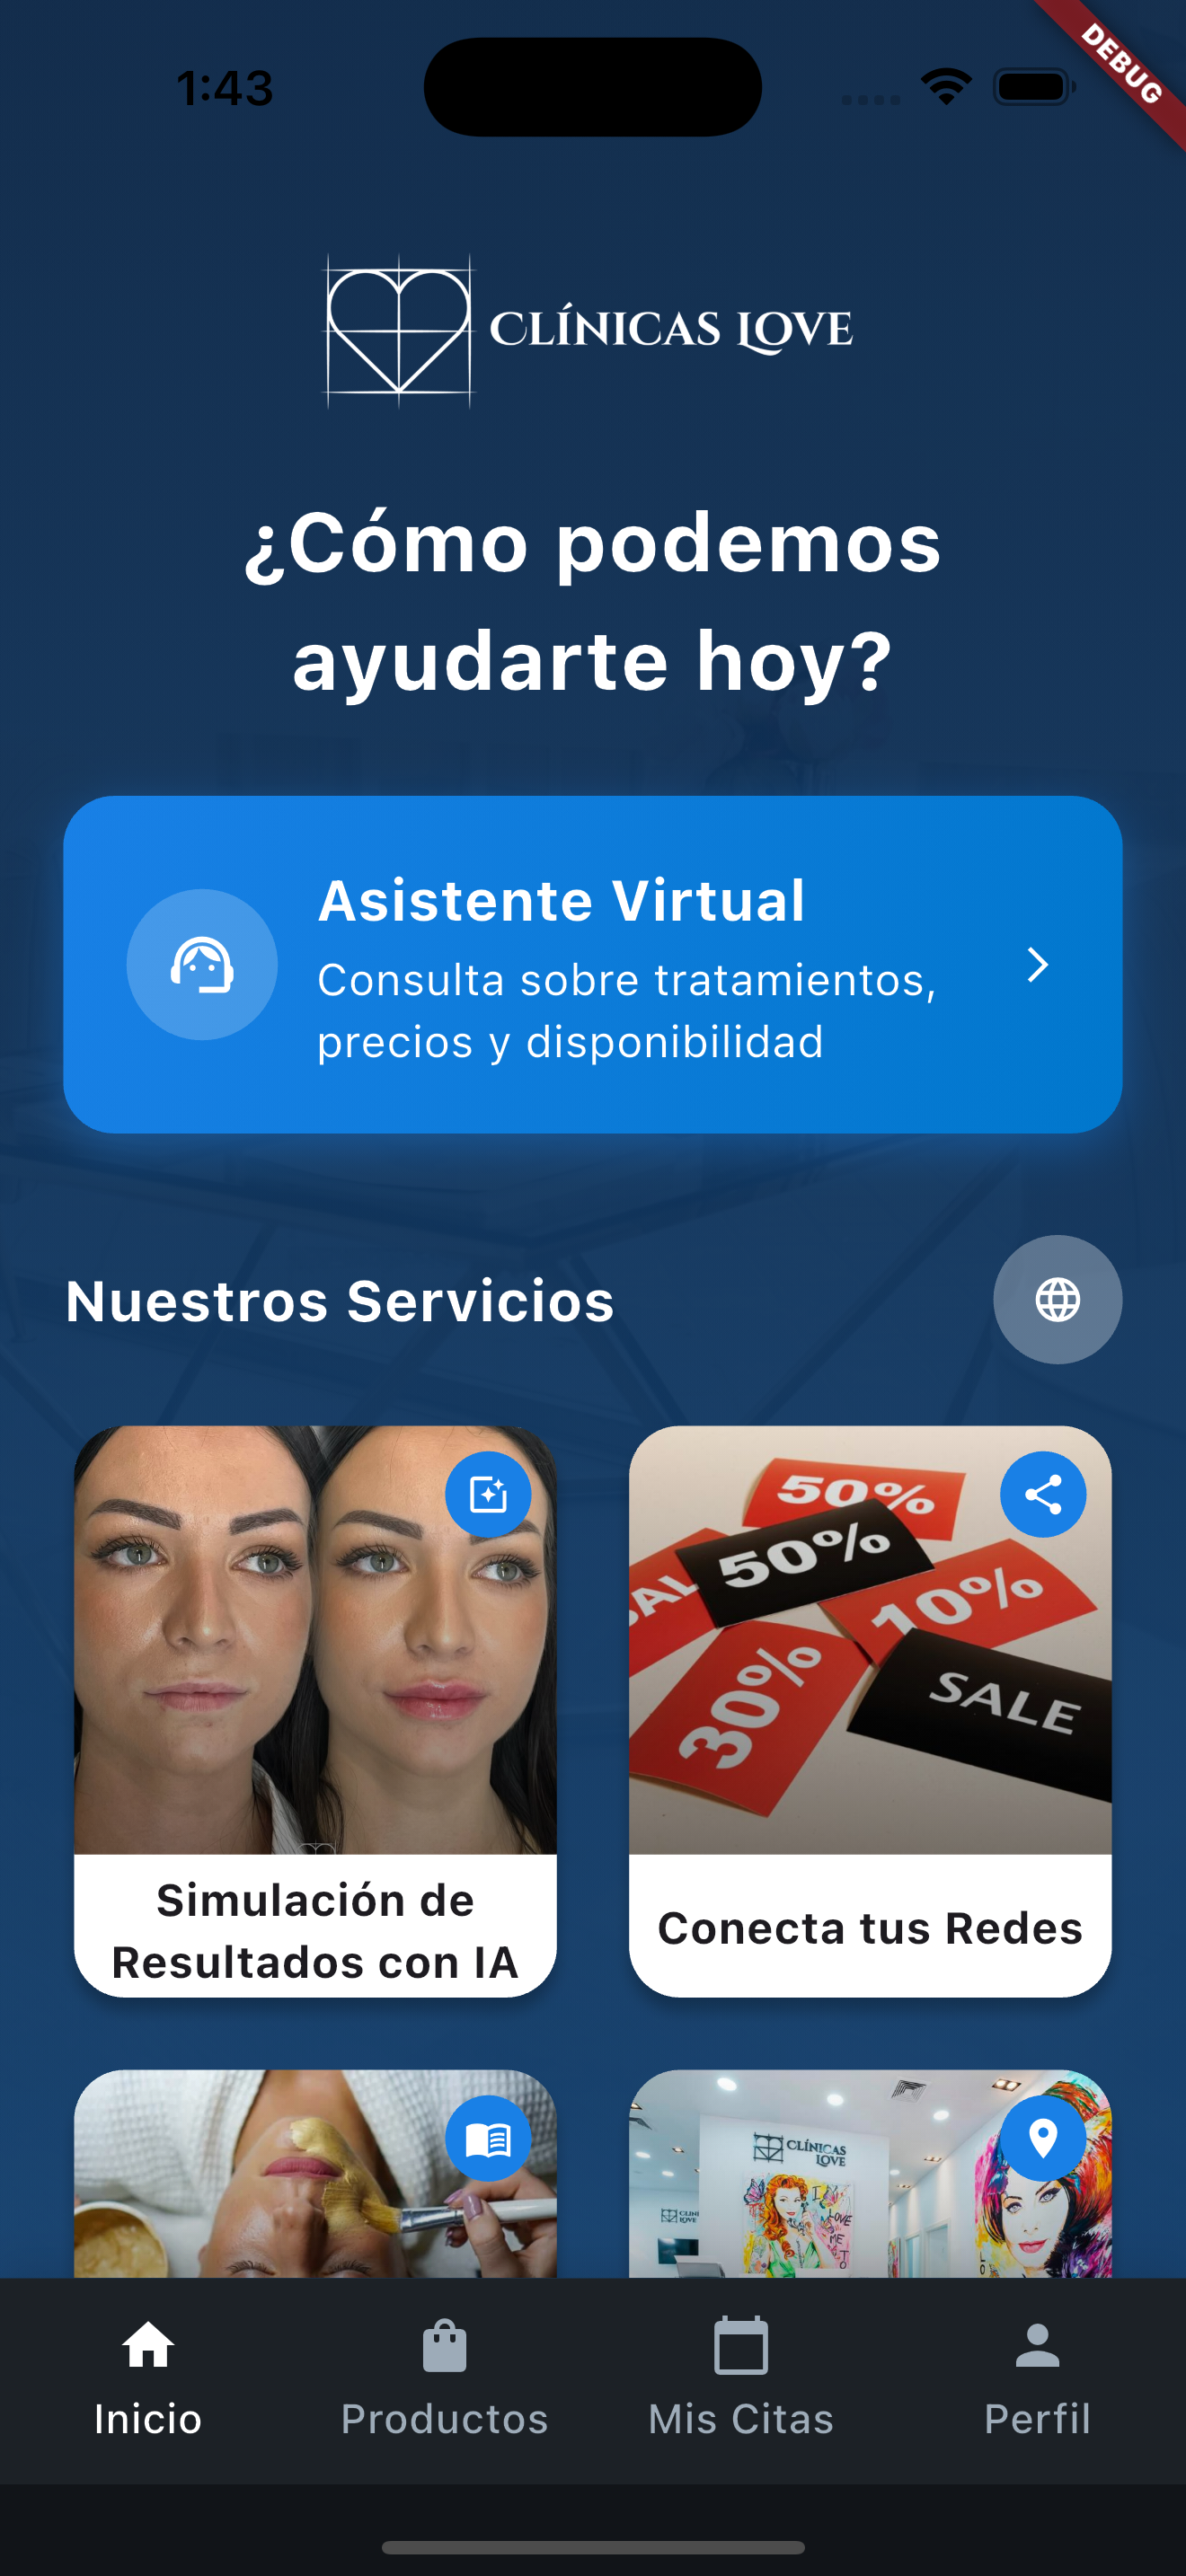 1:43
DEBUG
CLÍNICAS LOVE
¿Cómo podemos
ayudarte hoy?
Asistente Virtual
Consulta sobre tratamientos,
precios y disponibilidad
Nuestros Servicios
50%
50%
10%
30%
SALE
Simulación de
Resultados con IA
Conecta tus Redes
CLÍNICAS
LOVE
Inicio
Productos
Mis Citas
Perfil